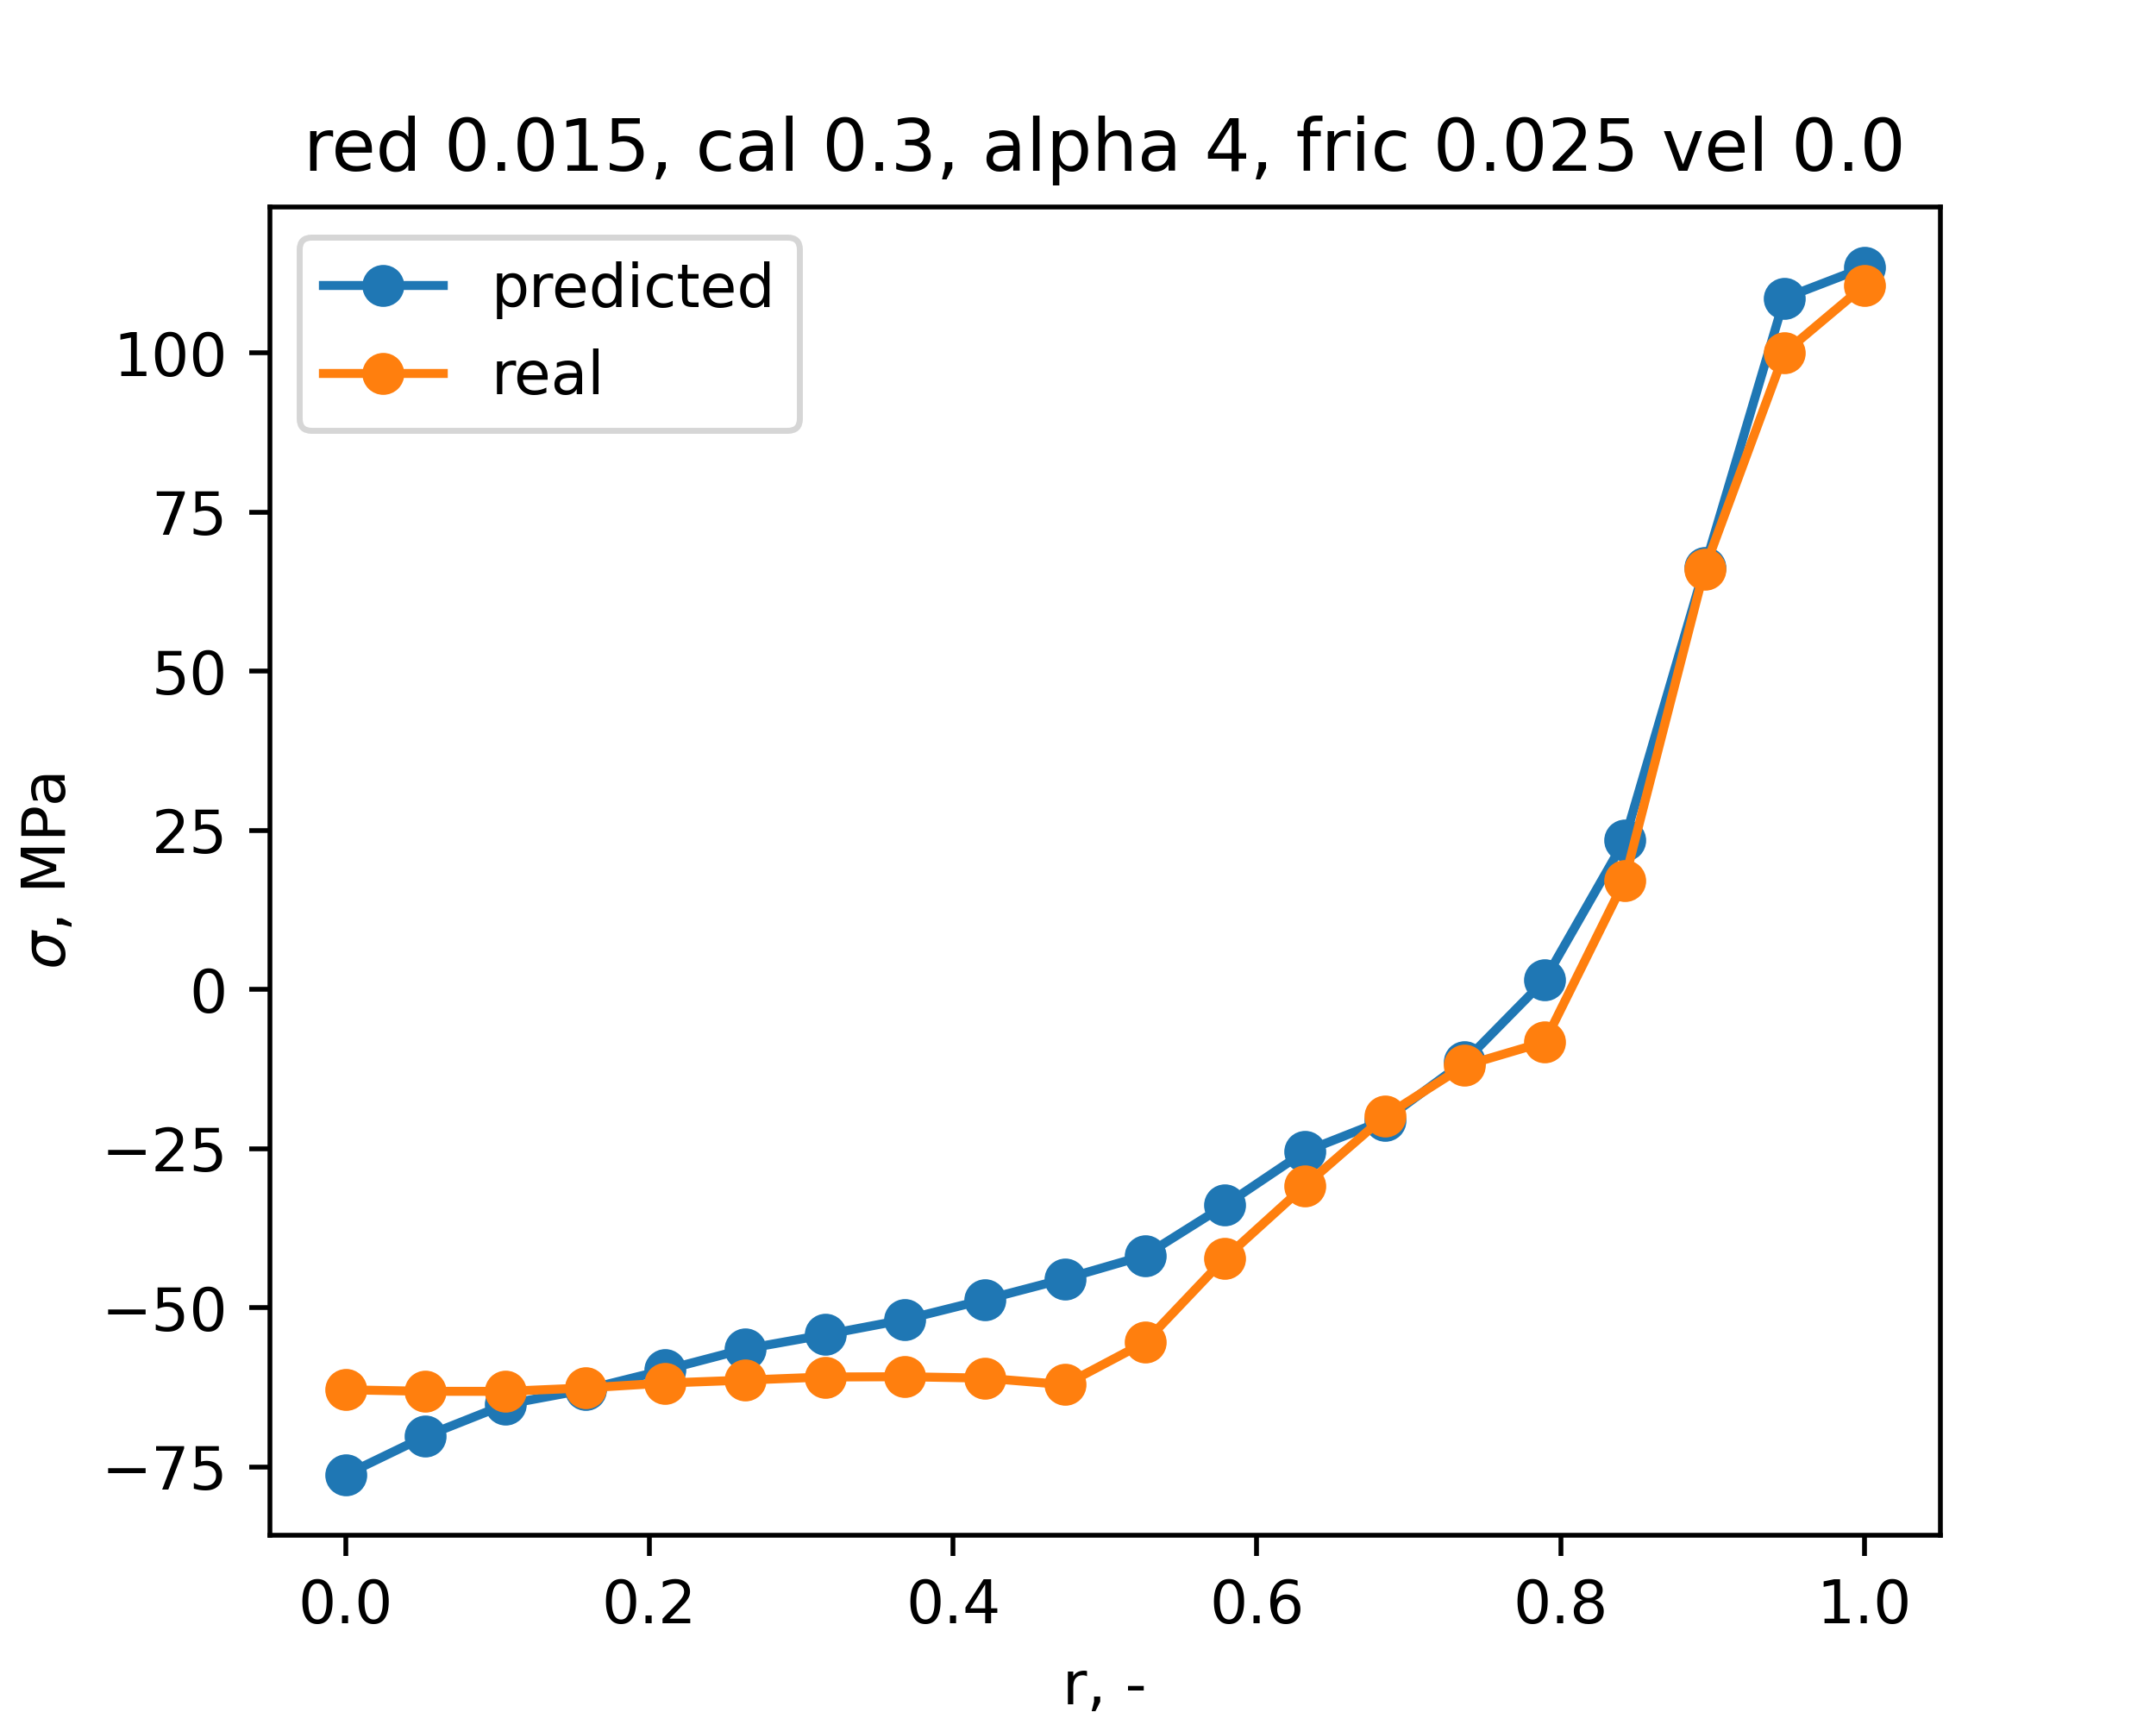 red 0.015, cal 0.3, alpha 4, fric 0.025 vel 0.0
predicted
real
100
75
50
25
0
−25
−50
−75
σ, MPa
0.0 0.2 0.4 0.6 0.8 1.0
r, -